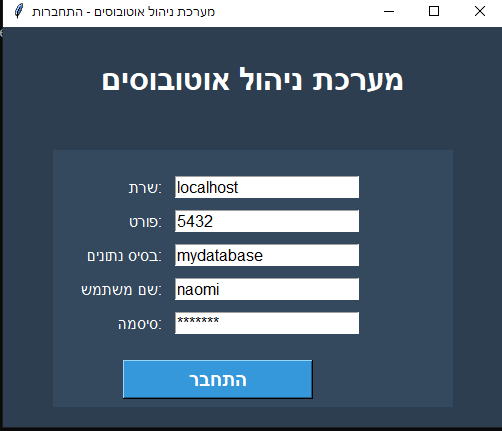 מערכת ניהול אוטובוסים - התחברות
מערכת ניהול אוטובוסים
שרת: localhost
פורט: 5432
בסיס נתונים: mydatabase
שם משתמש: naomi
סיסמה: *******
התחבר